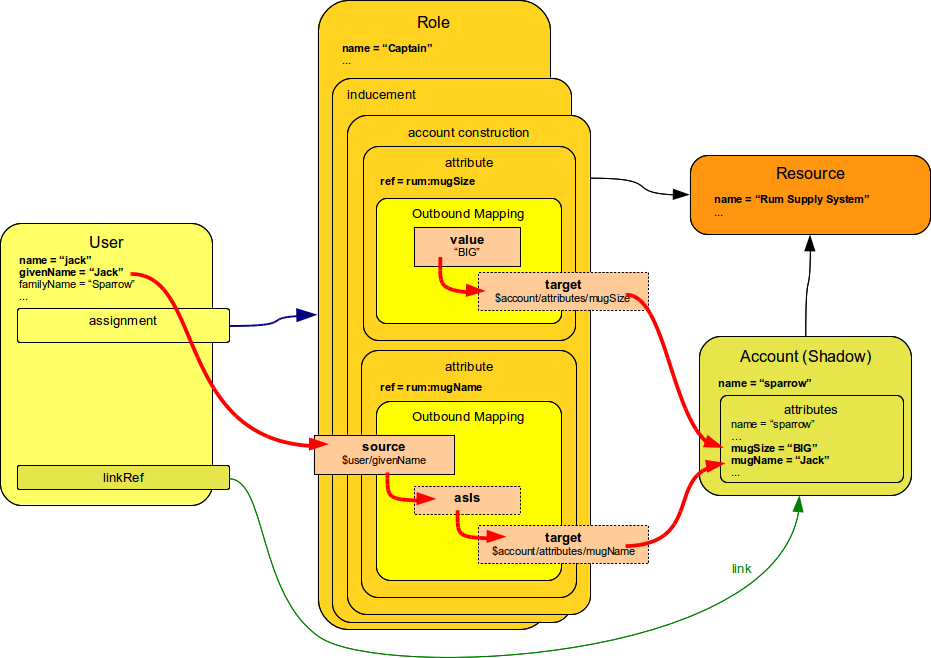 Role
name = “Captain”
...
inducement
account construction
attribute
ref = rum:mugSize
Outbound Mapping
value
“BIG”
target
$account/attributes/mugSize
attribute
ref = rum:mugName
Outbound Mapping
source
$user/givenName
asIs
target
$account/attributes/mugName
User
name = “jack”
givenName = “Jack”
familyName = “Sparrow”
...
assignment
linkRef
Resource
name = “Rum Supply System”
...
Account (Shadow)
name = “sparrow”
attributes
name = “sparrow”
...
mugSize = “BIG”
mugName = “Jack”
...
link